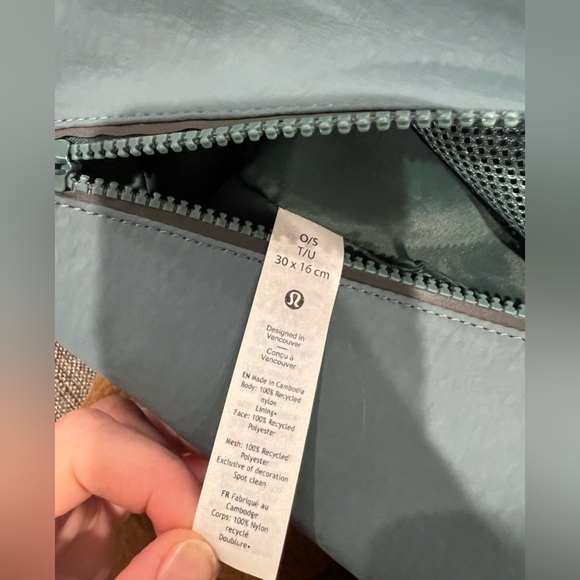 O/S
T/U
30 x 16 cm
Designed in
Vancouver
—
Conçu à
Vancouver
EN Made in Cambodia
Body: 100% Recycled
nylon
Lining•
Face: 100% Recycled
Polyester
Mesh: 100% Recycled
Polyester
Exclusive of decoration
Spot clean
FR Fabriqué au
Cambodge
Corps: 100% Nylon
recyclé
Doublure•